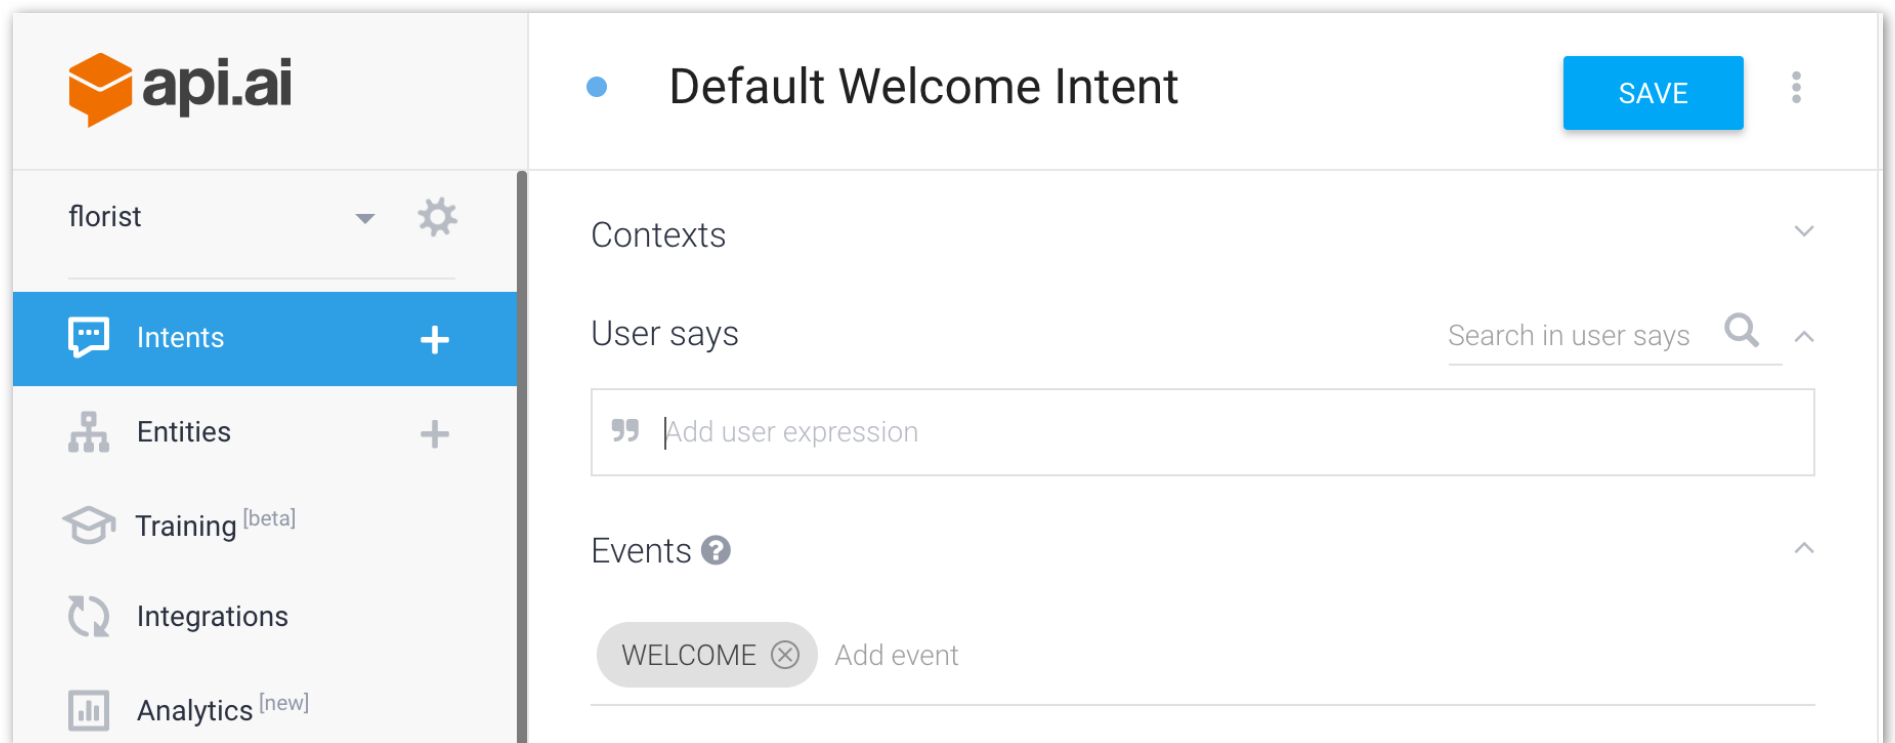 api.ai
Default Welcome Intent
SAVE
florist
Intents
Entities
Training [beta]
Integrations
Analytics [new]
Contexts
User says
Search in user says
Add user expression
Events
WELCOME
Add event